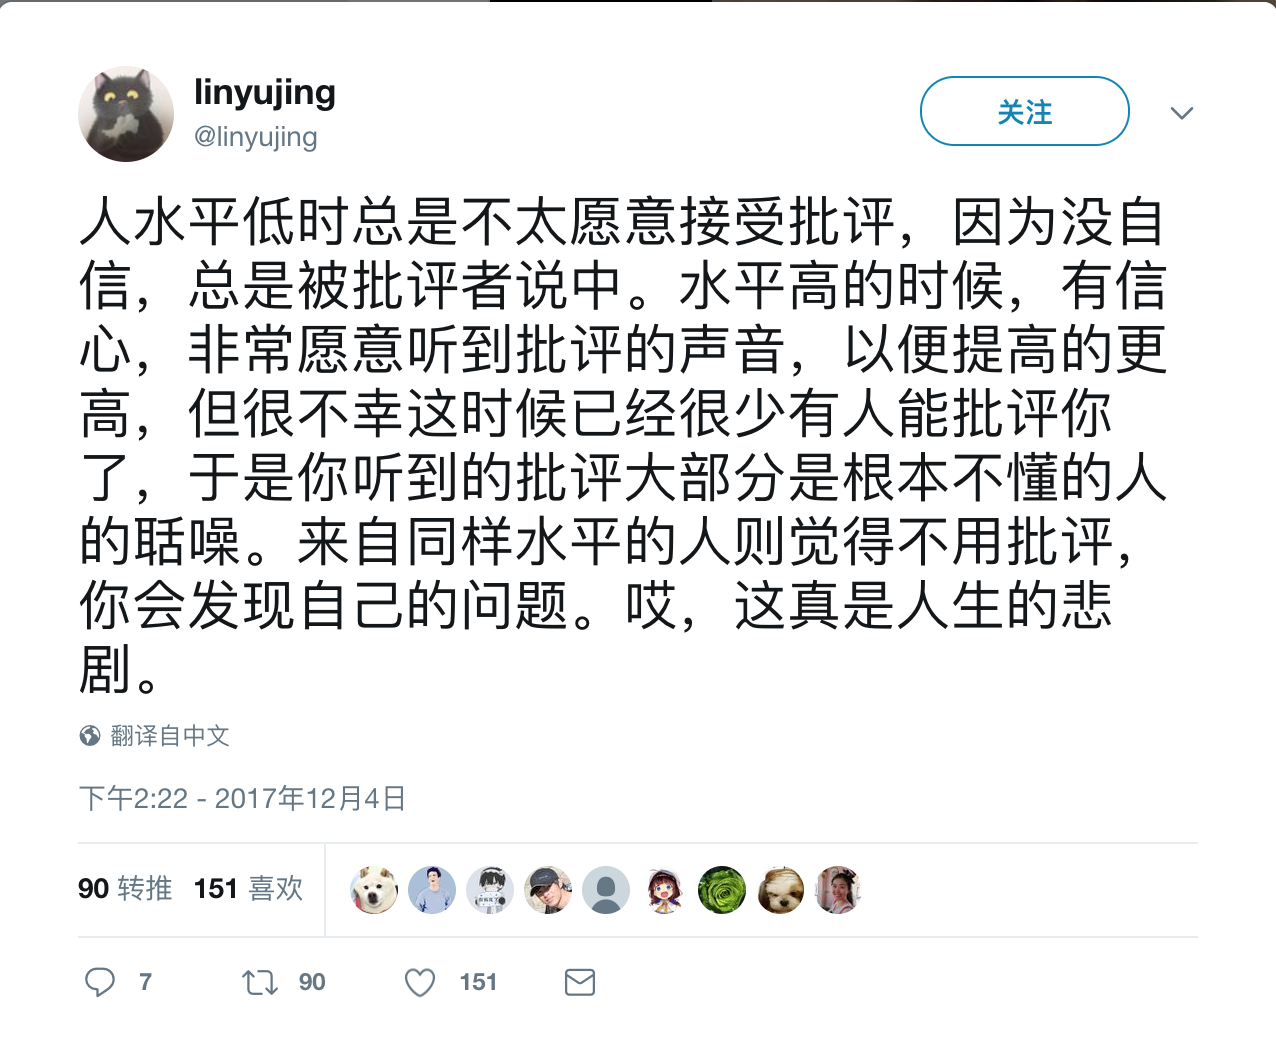 linyujing
@linyujing
关注
人水平低时总是不太愿意接受批评，因为没自
信，总是被批评者说中。水平高的时候，有信
心，非常愿意听到批评的声音，以便提高的更
高，但很不幸这时候已经很少有人能批评你
了，于是你听到的批评大部分是根本不懂的人
的聒噪。来自同样水平的人则觉得不用批评，
你会发现自己的问题。哎，这真是人生的悲
剧。
翻译自中文
下午2:22 - 2017年12月4日
90 转推 151 喜欢
7 90 151